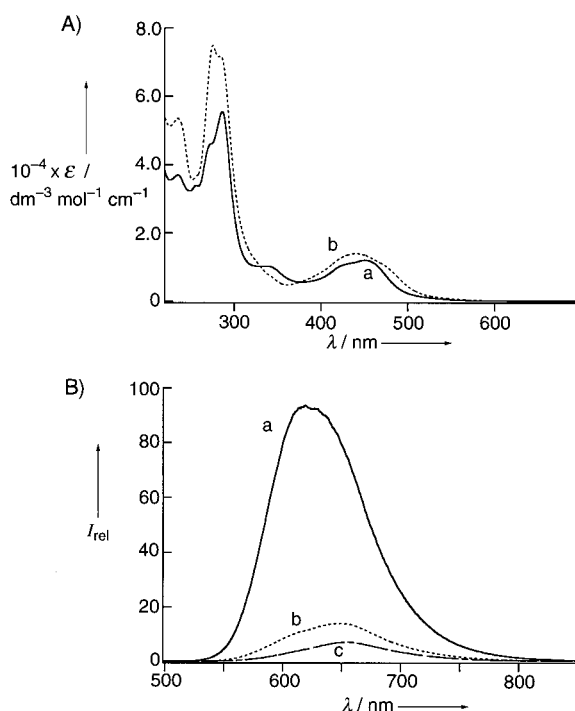 A)
8.0
6.0
4.0
2.0
0
10⁻⁴ x ε /
dm⁻³ mol⁻¹ cm⁻¹
b
a
300 400 500 600
λ / nm
B)
100
80
60
40
20
0
I rel
a
b
c
500 600 700 800
λ / nm